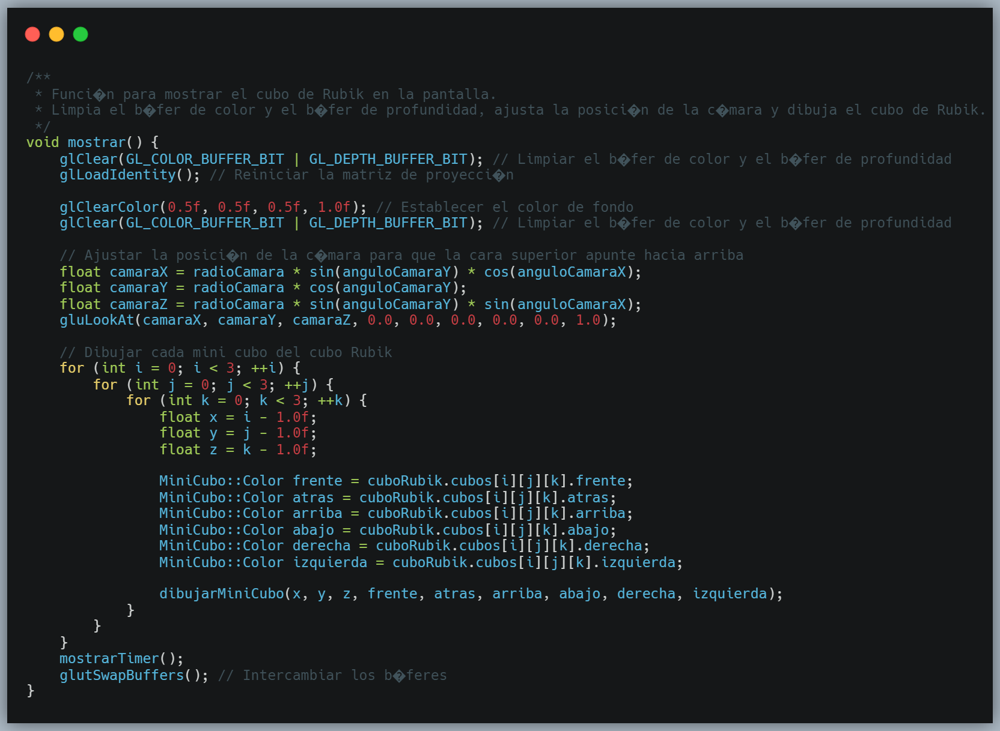 /**
 * Funci�n para mostrar el cubo de Rubik en la pantalla.
 * Limpia el b�fer de color y el b�fer de profundidad, ajusta la posici�n de la c�mara y dibuja el cubo de Rubik.
 */
void mostrar() {
    glClear(GL_COLOR_BUFFER_BIT | GL_DEPTH_BUFFER_BIT); // Limpiar el b�fer de color y el b�fer de profundidad
    glLoadIdentity(); // Reiniciar la matriz de proyecci�n

    glClearColor(0.5f, 0.5f, 0.5f, 1.0f); // Establecer el color de fondo
    glClear(GL_COLOR_BUFFER_BIT | GL_DEPTH_BUFFER_BIT); // Limpiar el b�fer de color y el b�fer de profundidad

    // Ajustar la posici�n de la c�mara para que la cara superior apunte hacia arriba
    float camaraX = radioCamara * sin(anguloCamaraY) * cos(anguloCamaraX);
    float camaraY = radioCamara * cos(anguloCamaraY);
    float camaraZ = radioCamara * sin(anguloCamaraY) * sin(anguloCamaraX);
    gluLookAt(camaraX, camaraY, camaraZ, 0.0, 0.0, 0.0, 0.0, 0.0, 1.0);

    // Dibujar cada mini cubo del cubo Rubik
    for (int i = 0; i < 3; ++i) {
        for (int j = 0; j < 3; ++j) {
            for (int k = 0; k < 3; ++k) {
                float x = i - 1.0f;
                float y = j - 1.0f;
                float z = k - 1.0f;

                MiniCubo::Color frente = cuboRubik.cubos[i][j][k].frente;
                MiniCubo::Color atras = cuboRubik.cubos[i][j][k].atras;
                MiniCubo::Color arriba = cuboRubik.cubos[i][j][k].arriba;
                MiniCubo::Color abajo = cuboRubik.cubos[i][j][k].abajo;
                MiniCubo::Color derecha = cuboRubik.cubos[i][j][k].derecha;
                MiniCubo::Color izquierda = cuboRubik.cubos[i][j][k].izquierda;

                dibujarMiniCubo(x, y, z, frente, atras, arriba, abajo, derecha, izquierda);
            }
        }
    }
    mostrarTimer();
    glutSwapBuffers(); // Intercambiar los b�feres
}